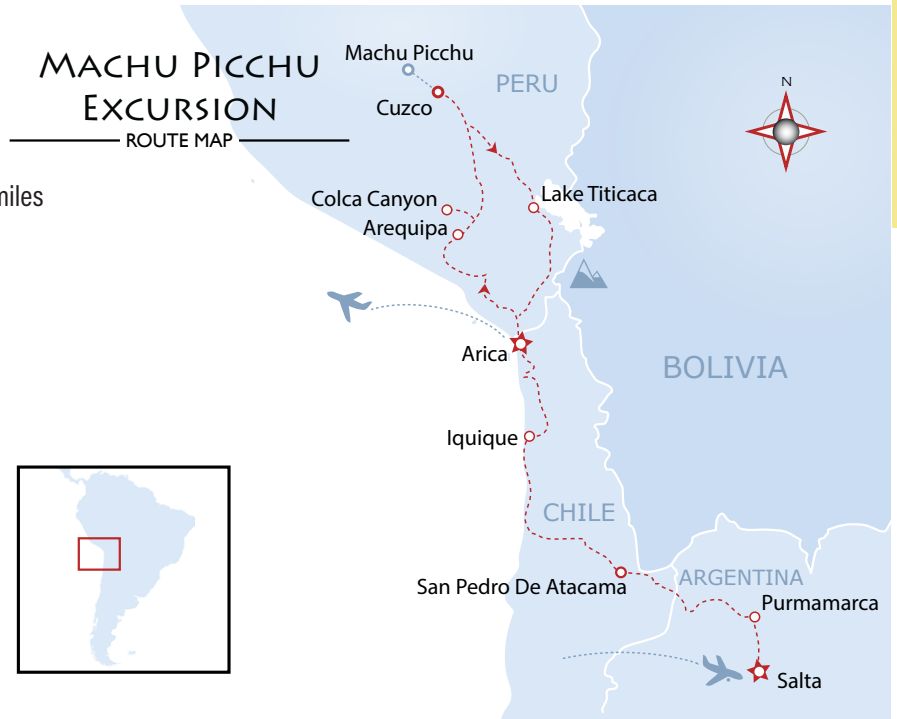 MACHU PICCHU
EXCURSION
ROUTE MAP
miles
Machu Picchu
PERU
N
Cuzco
Colca Canyon
Lake Titicaca
Arequipa
Arica
BOLIVIA
Iquique
CHILE
San Pedro De Atacama
ARGENTINA
Purmamarca
Salta